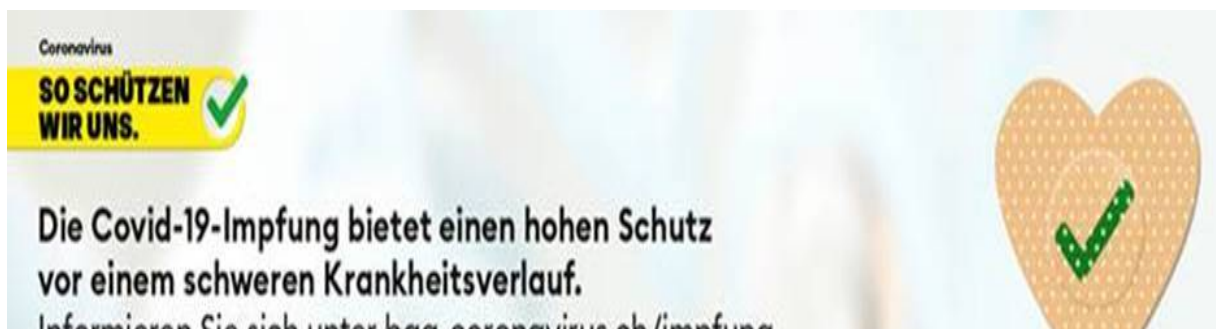 Coronavirus
SO SCHÜTZEN
WIR UNS.
Die Covid-19-Impfung bietet einen hohen Schutz
vor einem schweren Krankheitsverlauf.
Informieren Sie sich unter bag-coronavirus.ch/impfung